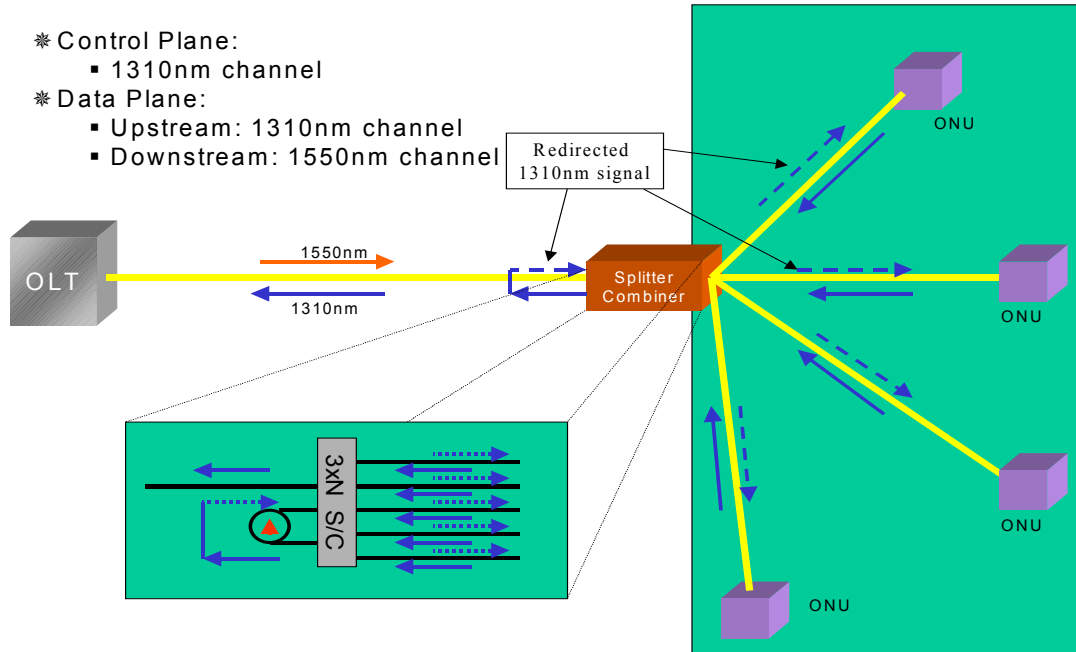 ✵ Control Plane:
▪ 1310nm channel
✵ Data Plane:
▪ Upstream: 1310nm channel
▪ Downstream: 1550nm channel
Redirected
1310nm signal
ONU
OLT
1550nm
1310nm
Splitter
Combiner
ONU
3xN S/C
ONU
ONU